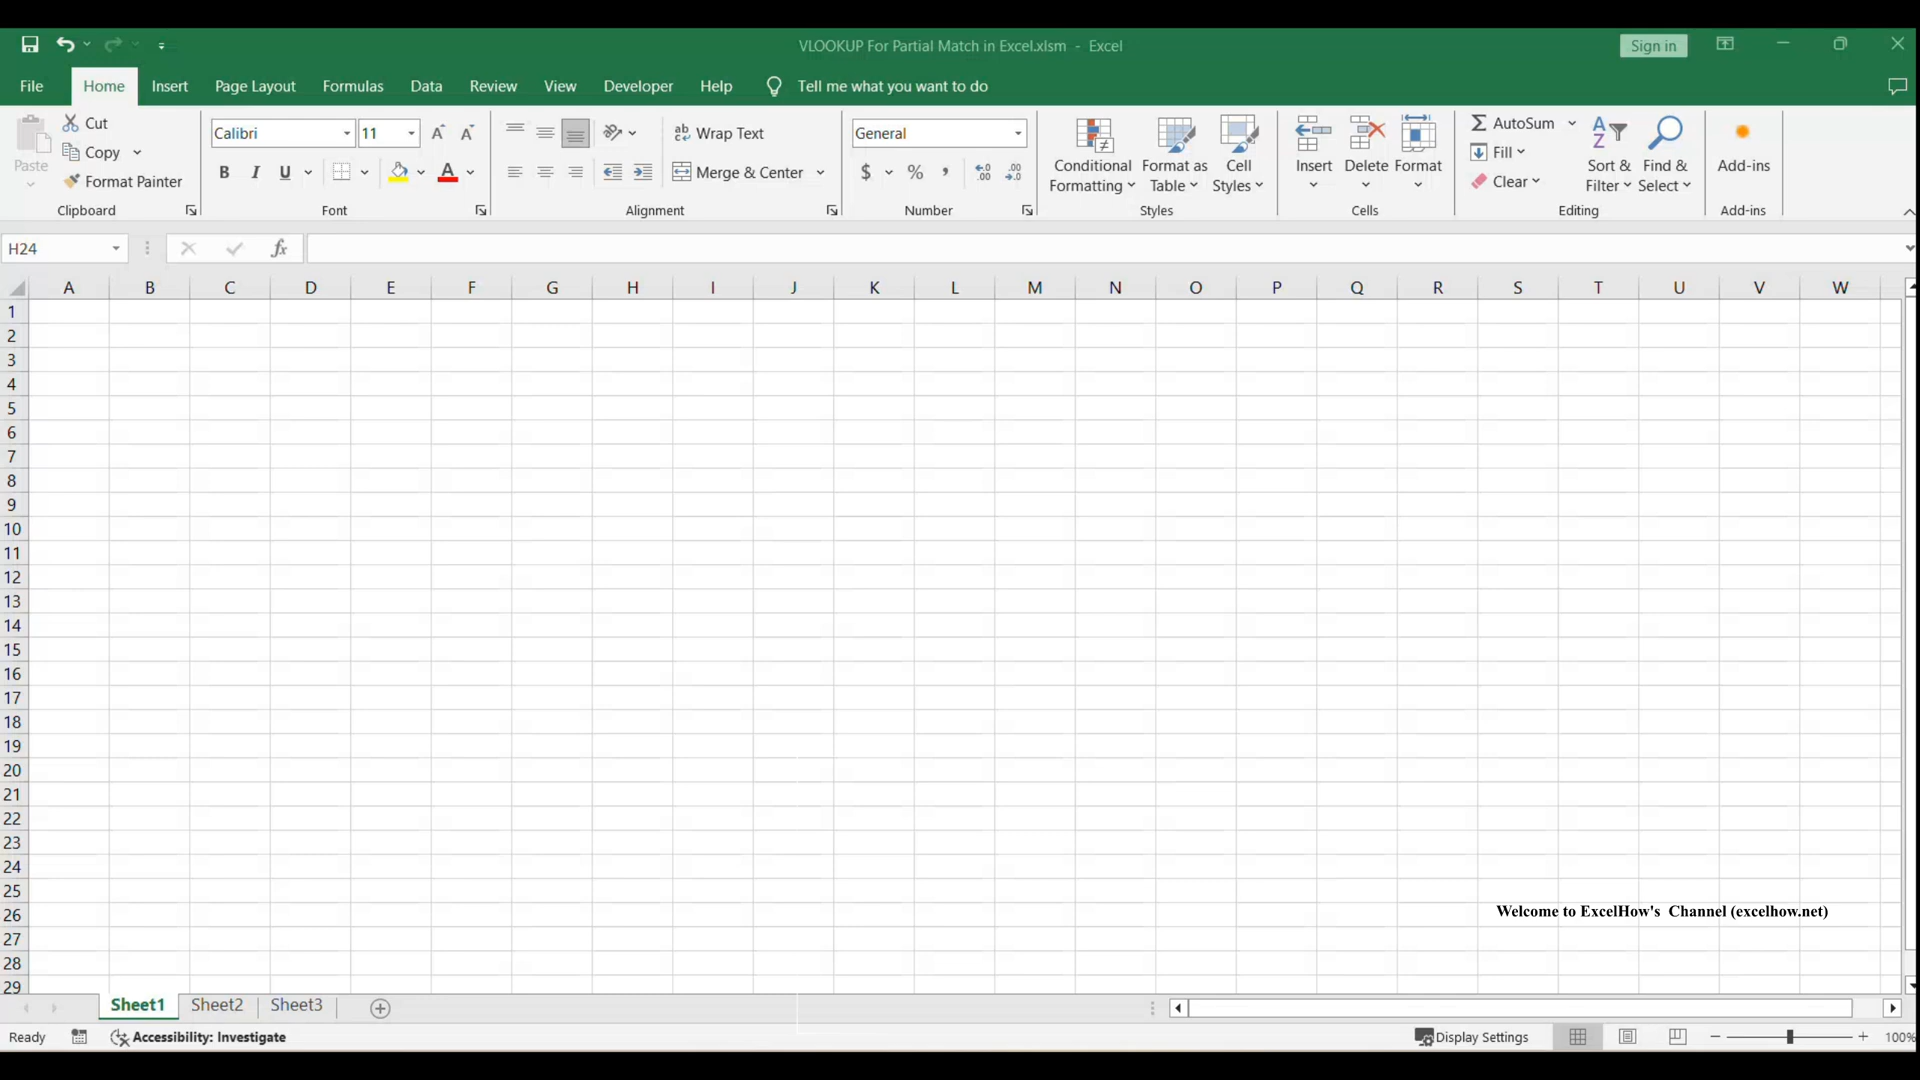 VLOOKUP For Partial Match in Excel.xlsm - Excel
Sign in
File Home Insert Page Layout Formulas Data Review View Developer Help Tell me what you want to do
Paste
Cut
Copy
Format Painter
Clipboard
Calibri 11
B I U A
Font
ab Wrap Text
Merge & Center
Alignment
General
$ % , .00 .00
Number
Conditional Formatting
Format as Table
Cell Styles
Styles
Insert Delete Format
Cells
AutoSum
Fill
Clear
Sort & Filter
Find & Select
Editing
Add-ins
Add-ins
H24 fx
A B C D E F G H I J K L M N O P Q R S T U V W
1
2
3
4
5
6
7
8
9
10
11
12
13
14
15
16
17
18
19
20
21
22
23
24
25
26
27
28
29
Welcome to ExcelHow's Channel (excelhow.net)
Sheet1 Sheet2 Sheet3
Ready Accessibility: Investigate Display Settings 100%